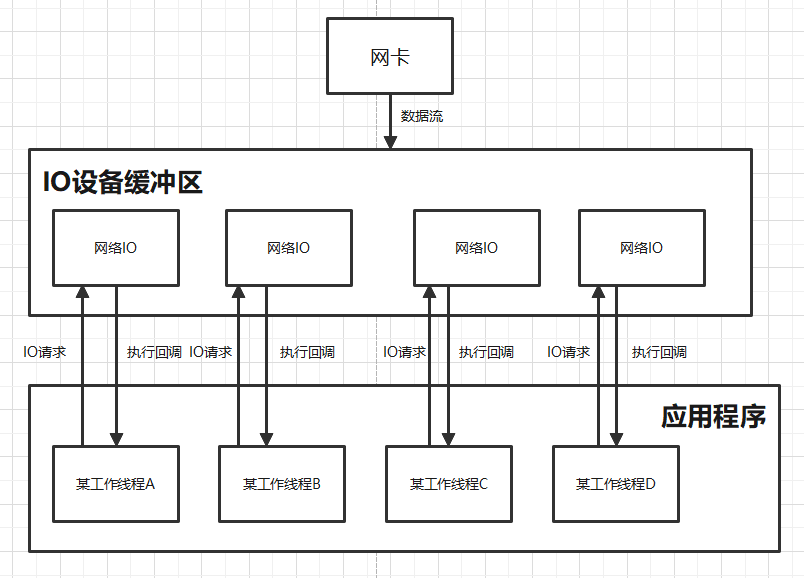 网卡
数据流
IO设备缓冲区
网络IO
网络IO
网络IO
网络IO
IO请求
执行回调
IO请求
执行回调
IO请求
执行回调
IO请求
执行回调
应用程序
某工作线程A
某工作线程B
某工作线程C
某工作线程D